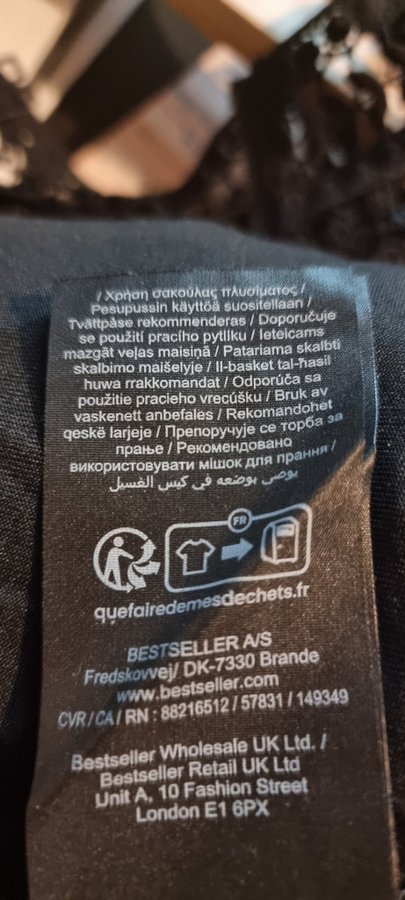 / Χρήση σακούλας πλυσίματος /
Pesupussin käyttöä suositellaan /
Tvättpåse rekommenderas / Doporučuje
se použití pracího pytlíku / Ieteicams
mazgāt veļas maisiņā / Patariama skalbti
skalbimo maišelyje / Il-basket tal-ħasil
huwa rrakkomandat / Odporúča sa
použitie pracieho vrecúšku / Bruk av
vaskenett anbefales / Rekomandohet
qeskë larjeje / Препоручује се торба за
прање / Рекомендовано
використовувати мішок для прання /
يوصى بوضعه في كيس الغسيل
FR
quefairedemesdechets.fr
BESTSELLER A/S
Fredskovvej/ DK-7330 Brande
www.bestseller.com
CVR / CA / RN : 88216512 / 57831 / 149349
Bestseller Wholesale UK Ltd. /
Bestseller Retail UK Ltd
Unit A, 10 Fashion Street
London E1 6PX